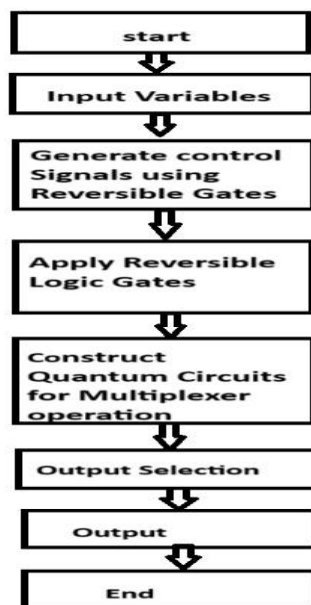 start
Input Variables
Generate control
Signals using
Reversible Gates
Apply Reversible
Logic Gates
Construct
Quantum Circuits
for Multiplexer
operation
Output Selection
Output
End